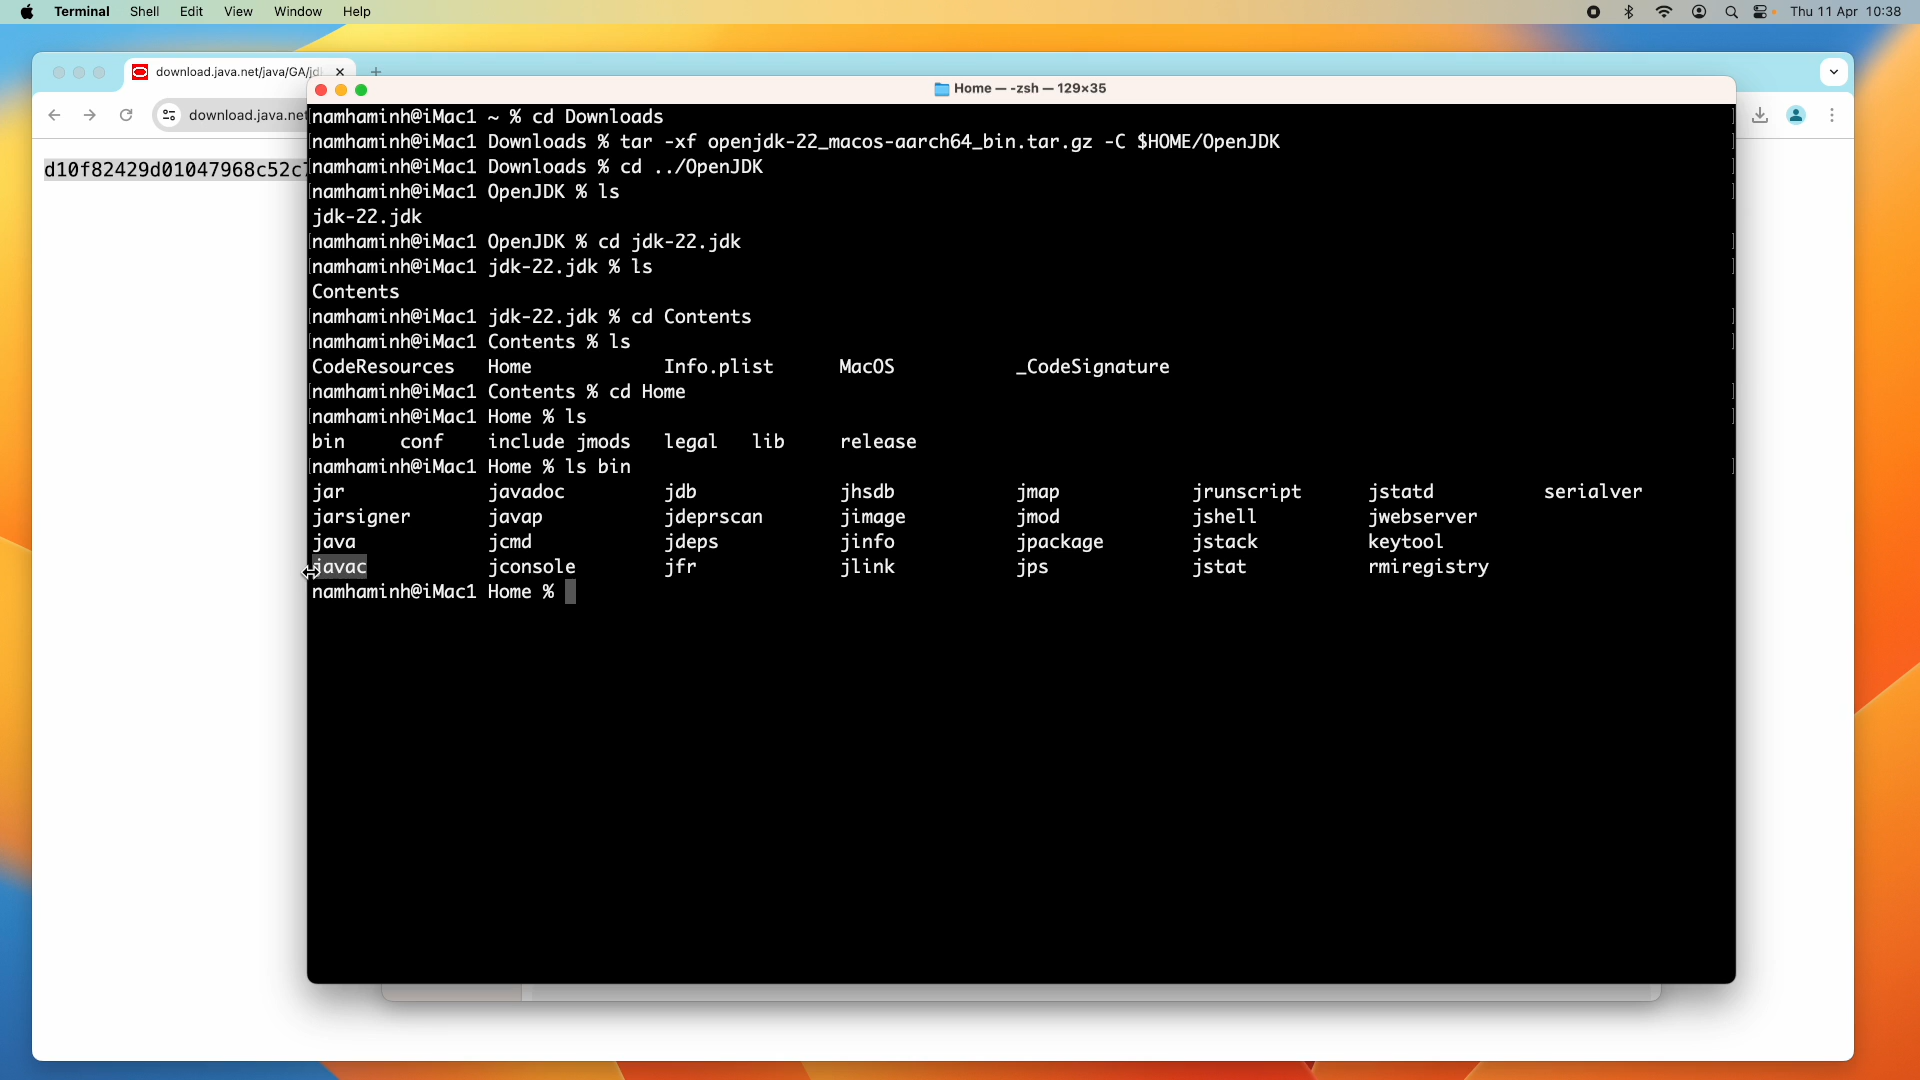 Terminal Shell Edit View Window Help Thu 11 Apr 10:38
download.java.net/java/GA/jd
Home — -zsh — 129×35
download.java.net
d10f82429d01047968c52c
namhaminh@iMac1 ~ % cd Downloads
namhaminh@iMac1 Downloads % tar -xf openjdk-22_macos-aarch64_bin.tar.gz -C $HOME/OpenJDK
namhaminh@iMac1 Downloads % cd ../OpenJDK
namhaminh@iMac1 OpenJDK % ls
jdk-22.jdk
namhaminh@iMac1 OpenJDK % cd jdk-22.jdk
namhaminh@iMac1 jdk-22.jdk % ls
Contents
namhaminh@iMac1 jdk-22.jdk % cd Contents
namhaminh@iMac1 Contents % ls
CodeResources Home Info.plist MacOS _CodeSignature
namhaminh@iMac1 Contents % cd Home
namhaminh@iMac1 Home % ls
bin conf include jmods legal lib release
namhaminh@iMac1 Home % ls bin
jar javadoc jdb jhsdb jmap jrunscript jstatd serialver
jarsigner javap jdeprscan jimage jmod jshell jwebserver
java jcmd jdeps jinfo jpackage jstack keytool
javac jconsole jfr jlink jps jstat rmiregistry
namhaminh@iMac1 Home %